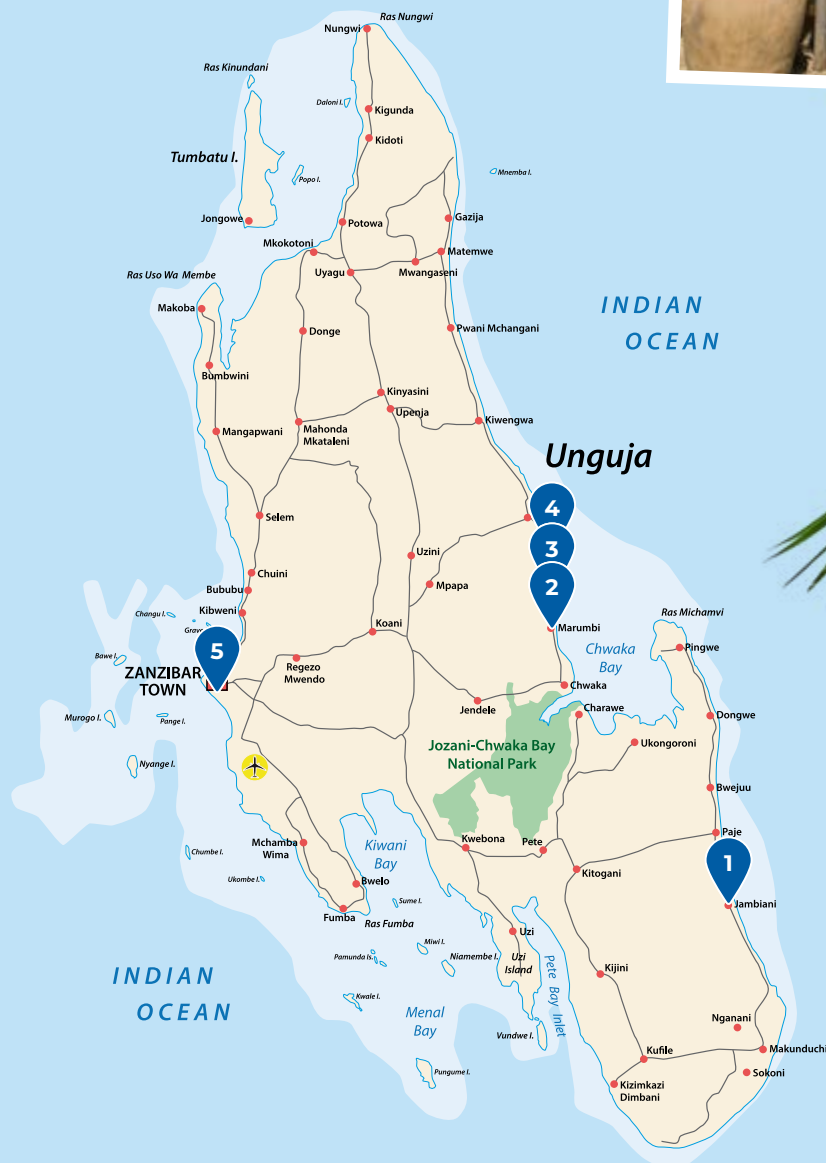 Ras Nungwi
Nungwi
Ras Kinundani
Daloni I.
Kigunda
Kidoti
Tumbatu I.
Popo I.
Mnemba I.
Jongowe
Potowa
Gazija
Mkokotoni
Matemwe
Uyagu
Mwangaseni
Ras Uso Wa Membe
Makoba
INDIAN
OCEAN
Donge
Pwani Mchangani
Bumbwini
Kinyasini
Upenja
Kiwengwa
Mangapwani
Mahonda
Mkataleni
Unguja
4
Selem
3
Uzini
Chuini
Mpapa
2
Bububu
Kibweni
Changu I.
Ras Michamvi
Koani
Marumbi
5
Chwaka
Bay
Pingwe
Bawe I.
ZANZIBAR
TOWN
Regezo
Mwendo
Chwaka
Jendele
Charawe
Murogo I.
Pange I.
Dongwe
Jozani-Chwaka Bay
National Park
Ukongoroni
Nyange I.
Bwejuu
Paje
Mchamba
Wima
Kiwani
Bay
Kwebona
Pete
Chumbe I.
1
Kitogani
Ukombe I.
Bwelo
Sume I.
Jambiani
Fumba
Ras Fumba
Uzi
Miwi I.
Pamunda Is.
Niamembe I.
Uzi
Island
Pete Bay Inlet
Kijini
INDIAN
OCEAN
Kwale I.
Menal
Bay
Nganani
Vundwe I.
Kufile
Makunduchi
Pungume I.
Sokoni
Kizimkazi
Dimbani